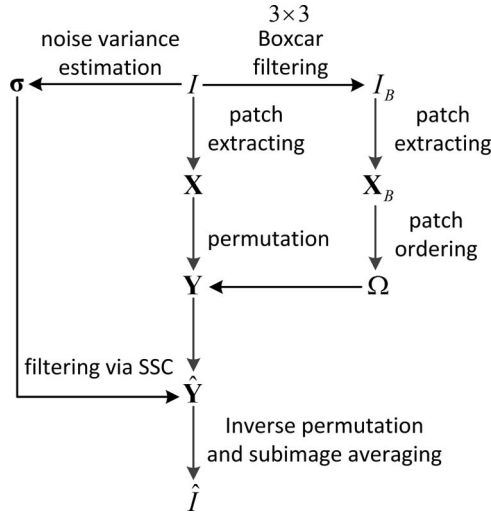 3×3
noise variance
estimation
Boxcar
filtering
σ
I
I_B
patch
extracting
patch
extracting
X
X_B
permutation
patch
ordering
Y
Ω
filtering via SSC
Ŷ
Inverse permutation
and subimage averaging
Î